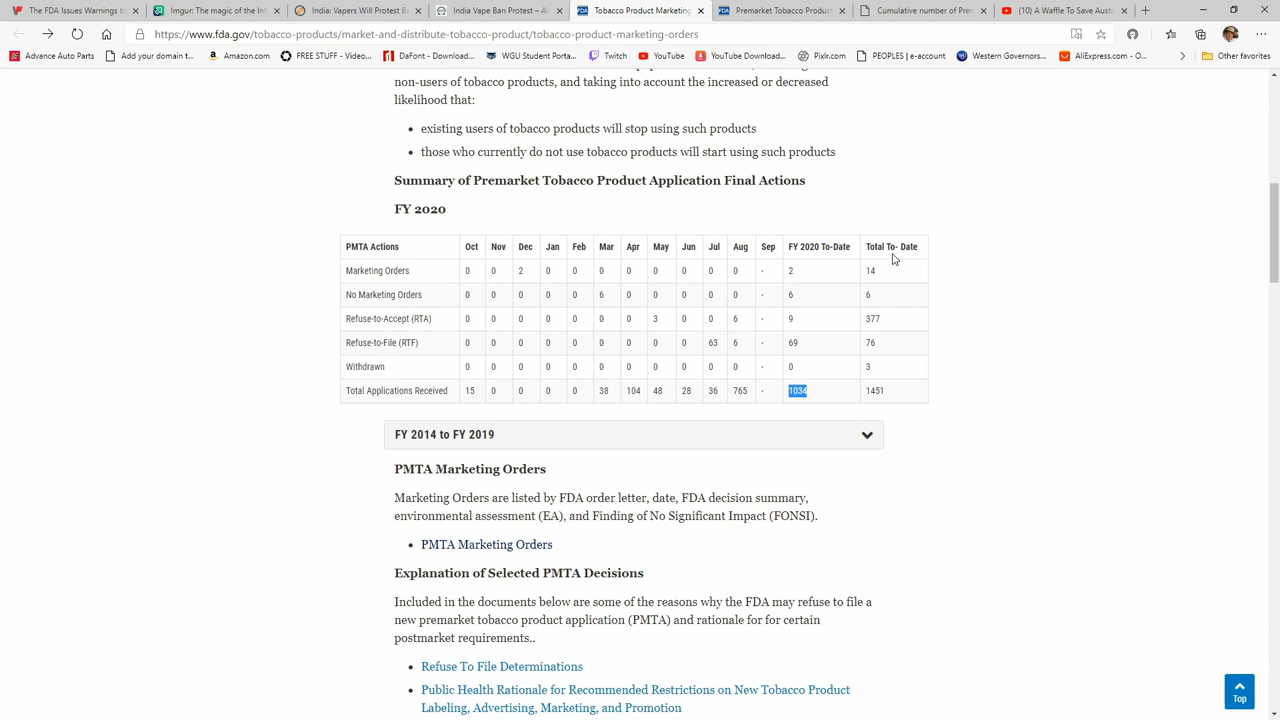 The FDA Issues Warnings to
Imgur: The magic of the Int
India: Vapers Will Protest Ba
India Vape Ban Protest – AV
Tobacco Product Marketing
Premarket Tobacco Product
Cumulative number of Prem
(10) A Waffle To Save Aust
https://www.fda.gov/tobacco-products/market-and-distribute-tobacco-product/tobacco-product-marketing-orders
Advance Auto Parts
Add your domain t...
Amazon.com
FREE STUFF - Video...
DaFont - Download...
WGU Student Porta...
Twitch
YouTube
YouTube Download...
Pixlr.com
PEOPLES | e-account
Western Governors...
AliExpress.com - O...
Other favorites
non-users of tobacco products, and taking into account the increased or decreased
likelihood that:
• existing users of tobacco products will stop using such products
• those who currently do not use tobacco products will start using such products
Summary of Premarket Tobacco Product Application Final Actions
FY 2020
PMTA Actions Oct Nov Dec Jan Feb Mar Apr May Jun Jul Aug Sep FY 2020 To-Date Total To- Date
Marketing Orders 0 0 2 0 0 0 0 0 0 0 0 - 2 14
No Marketing Orders 0 0 0 0 0 6 0 0 0 0 0 - 6 6
Refuse-to-Accept (RTA) 0 0 0 0 0 0 0 3 0 0 6 - 9 377
Refuse-to-File (RTF) 0 0 0 0 0 0 0 0 0 63 6 - 69 76
Withdrawn 0 0 0 0 0 0 0 0 0 0 0 - 0 3
Total Applications Received 15 0 0 0 0 38 104 48 28 36 765 - 1034 1451
FY 2014 to FY 2019
PMTA Marketing Orders
Marketing Orders are listed by FDA order letter, date, FDA decision summary,
environmental assessment (EA), and Finding of No Significant Impact (FONSI).
• PMTA Marketing Orders
Explanation of Selected PMTA Decisions
Included in the documents below are some of the reasons why the FDA may refuse to file a
new premarket tobacco product application (PMTA) and rationale for for certain
postmarket requirements..
• Refuse To File Determinations
• Public Health Rationale for Recommended Restrictions on New Tobacco Product
Labeling, Advertising, Marketing, and Promotion
Top